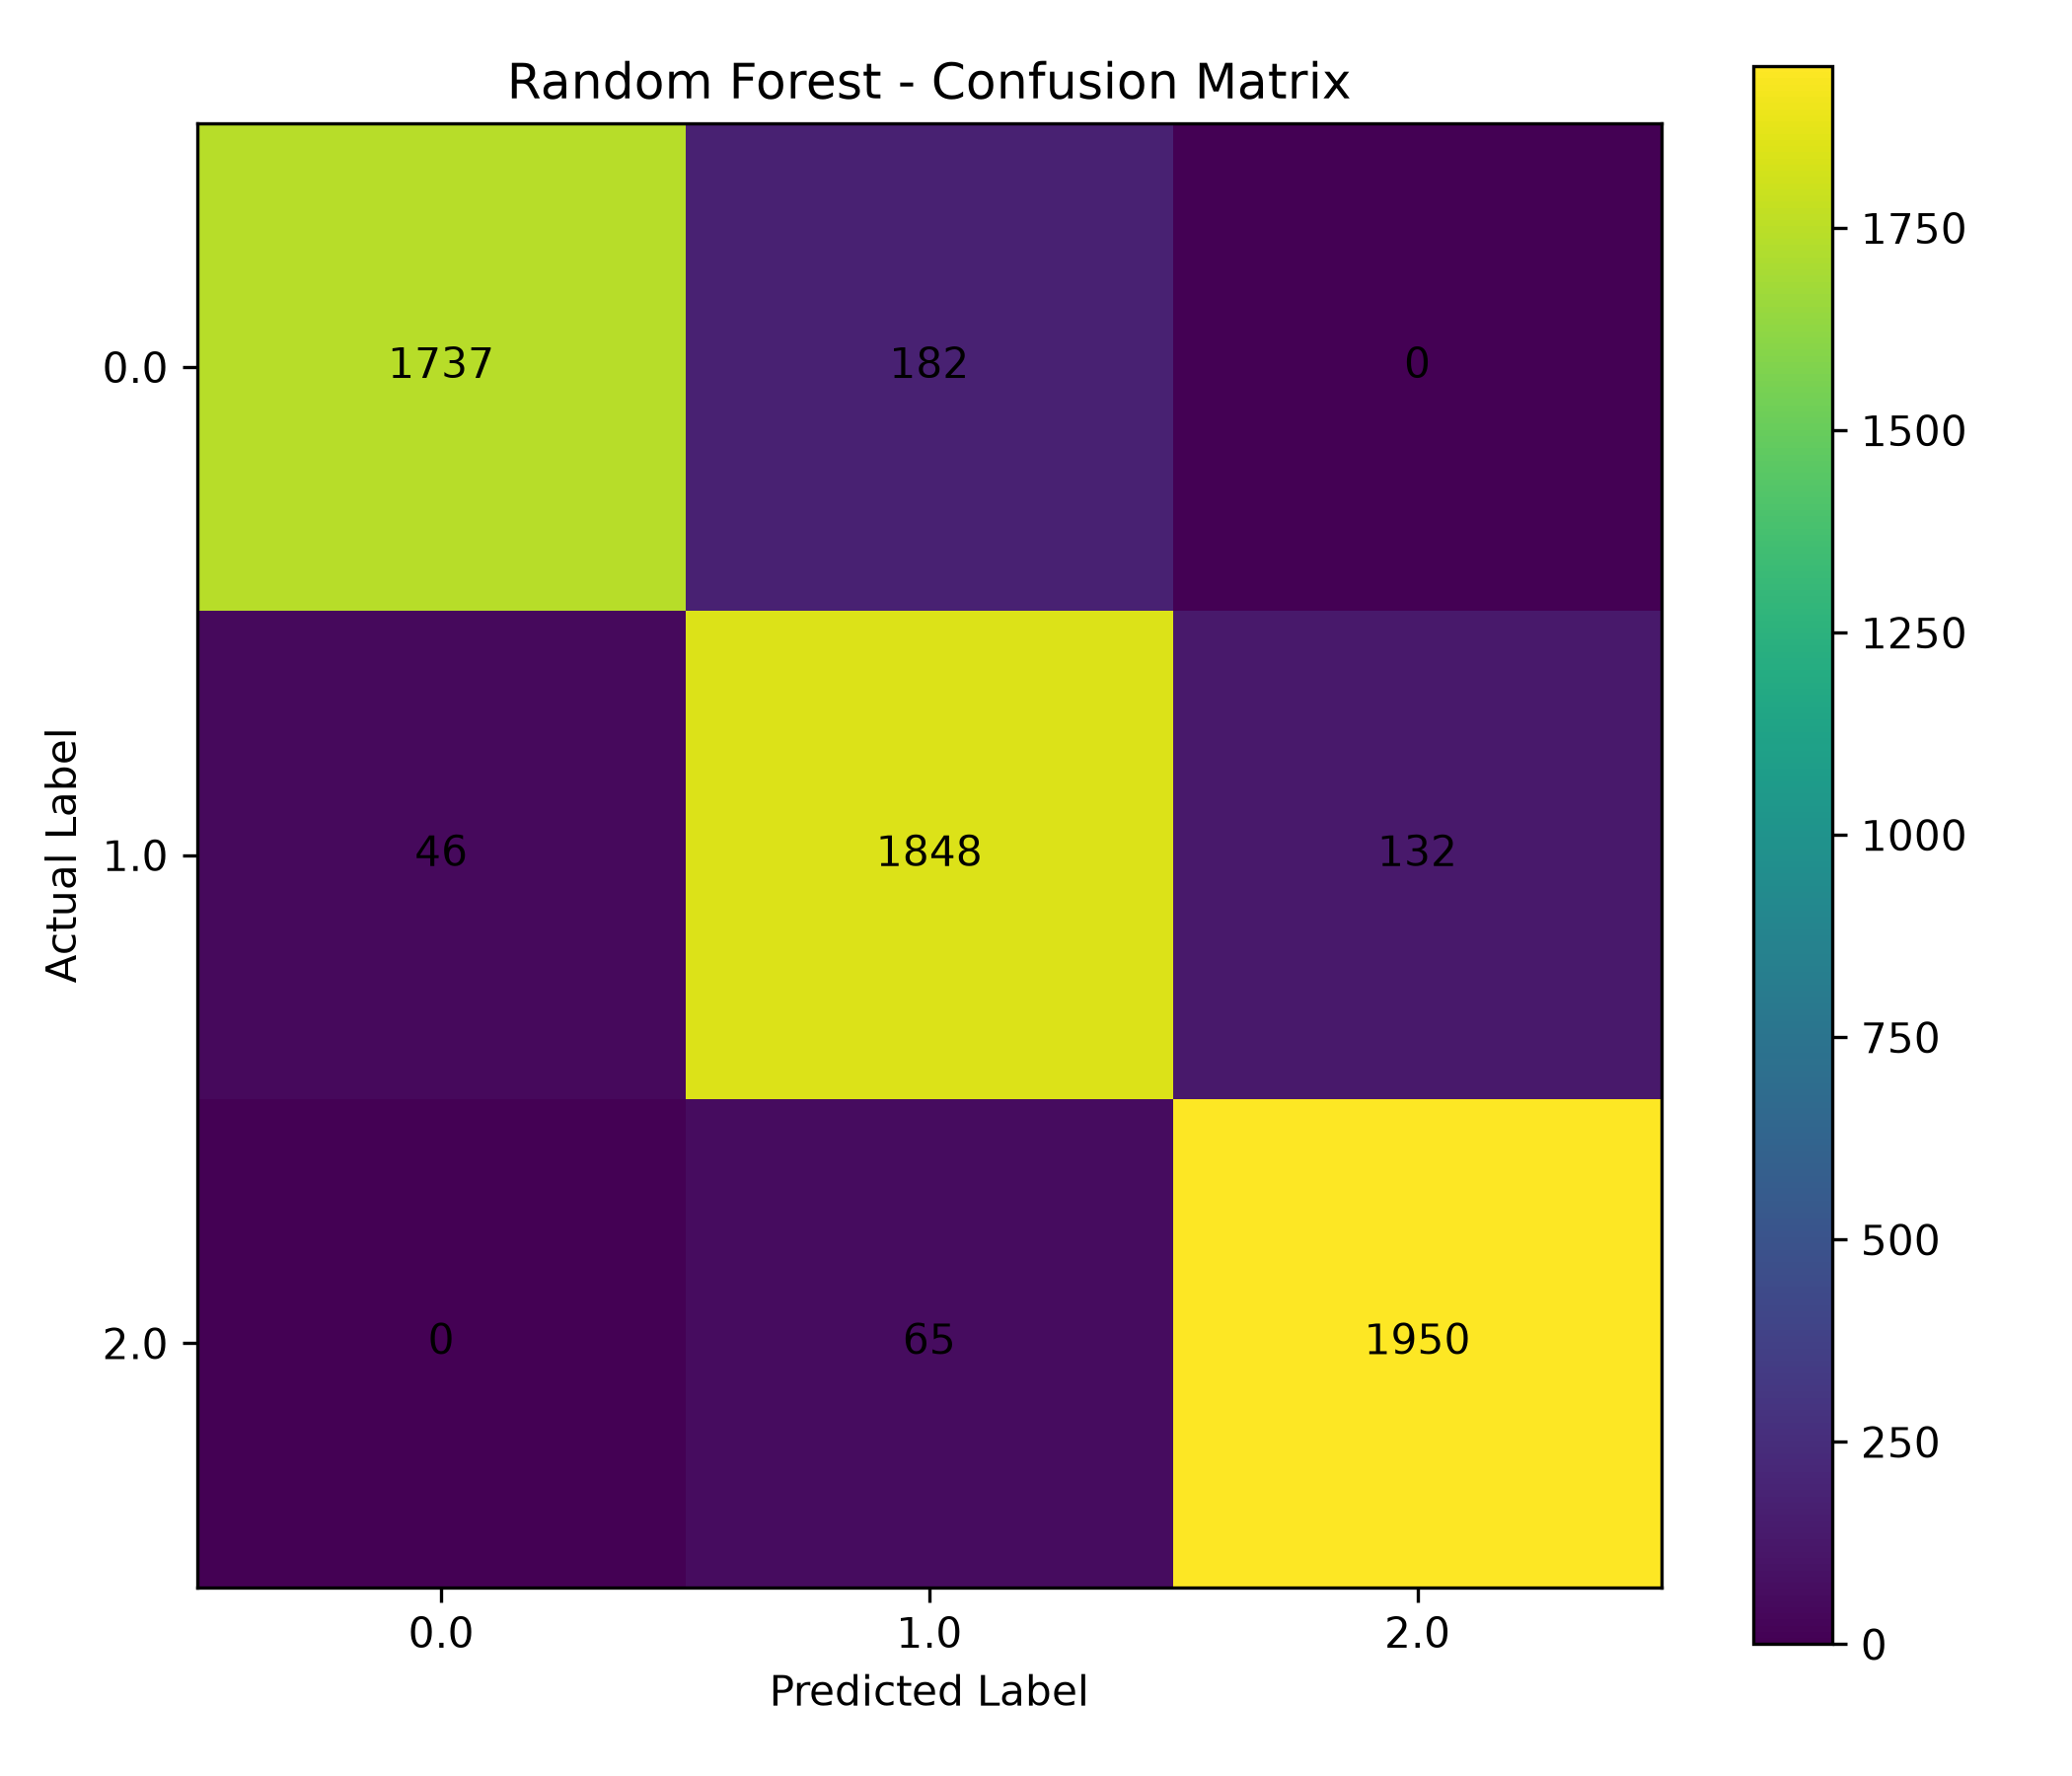 Random Forest - Confusion Matrix
1737 182 0
46 1848 132
0 65 1950
0.0
1.0
2.0
Actual Label
0.0 1.0 2.0
Predicted Label
1750
1500
1250
1000
750
500
250
0